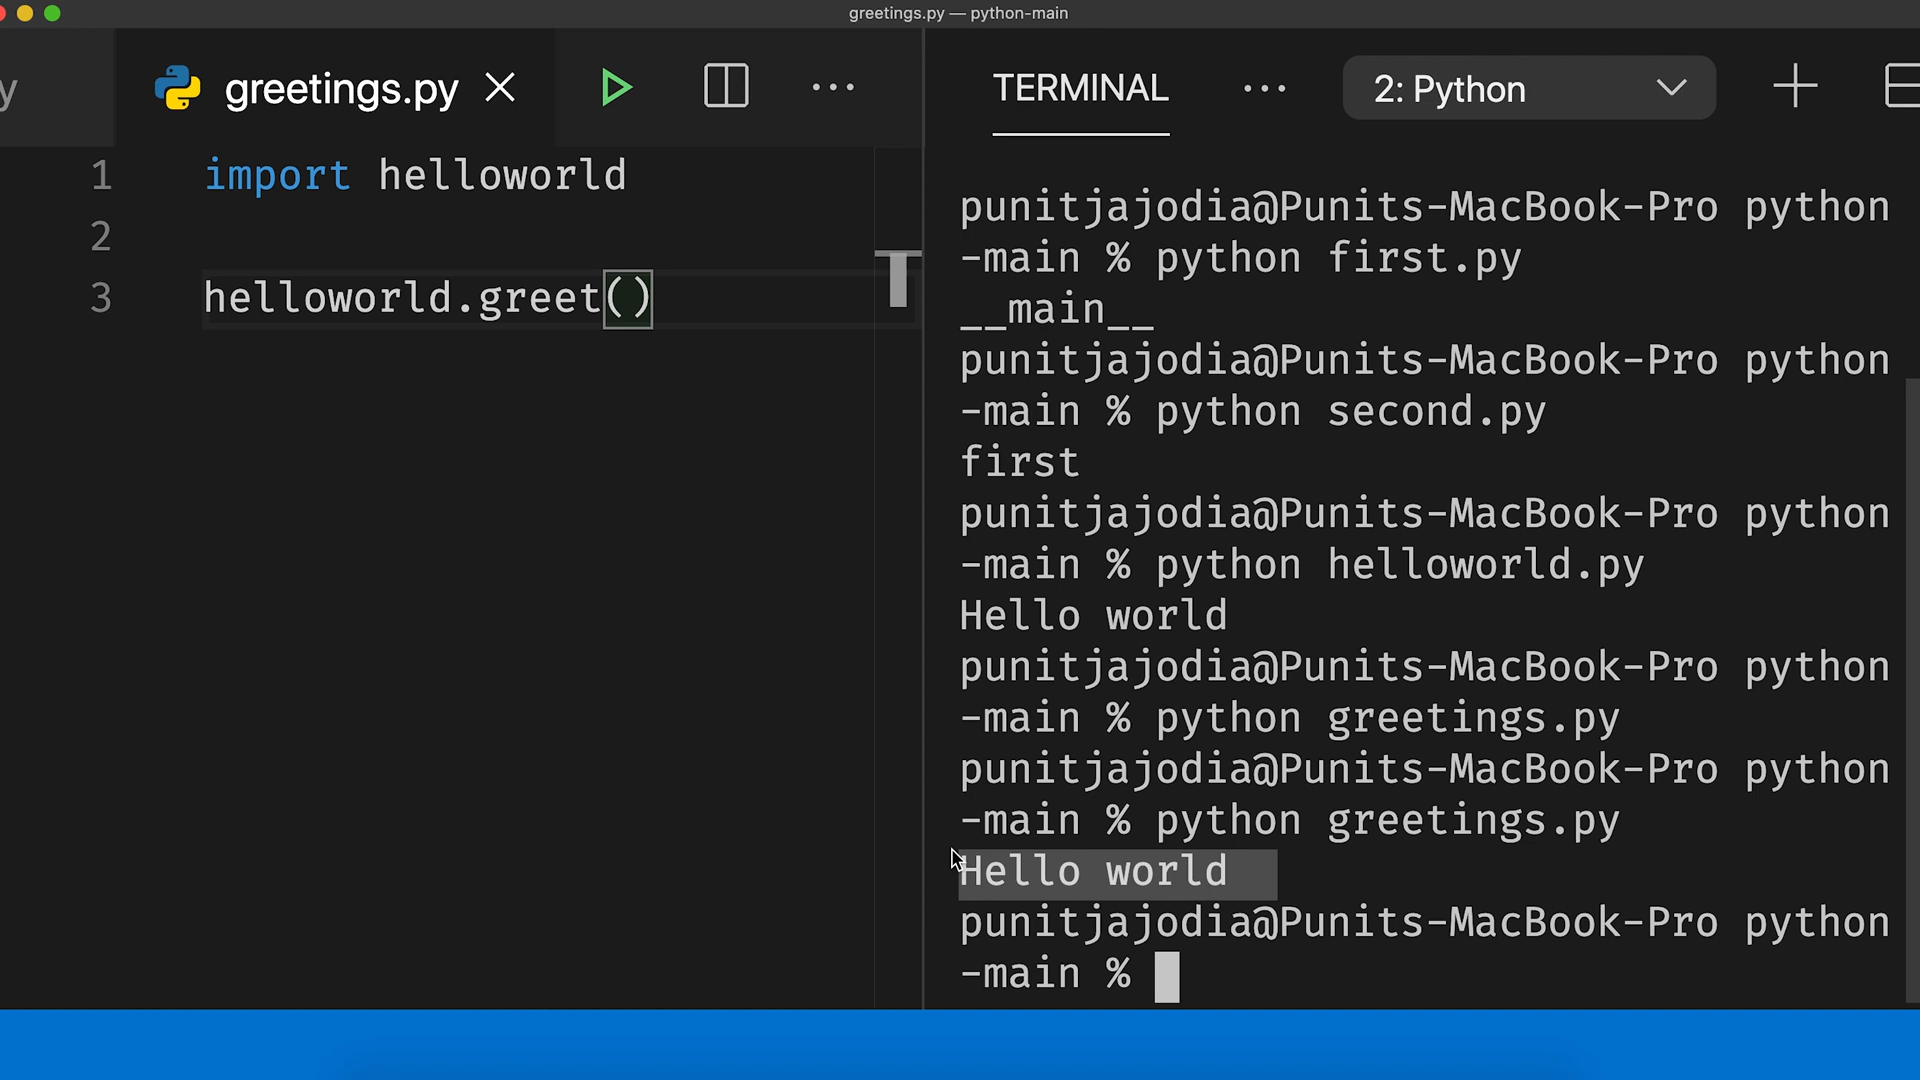 greetings.py — python-main
y
greetings.py
TERMINAL
2: Python
1 import helloworld
2
3 helloworld.greet()
punitjajodia@Punits-MacBook-Pro python
-main % python first.py
__main__
punitjajodia@Punits-MacBook-Pro python
-main % python second.py
first
punitjajodia@Punits-MacBook-Pro python
-main % python helloworld.py
Hello world
punitjajodia@Punits-MacBook-Pro python
-main % python greetings.py
punitjajodia@Punits-MacBook-Pro python
-main % python greetings.py
Hello world
punitjajodia@Punits-MacBook-Pro python
-main %